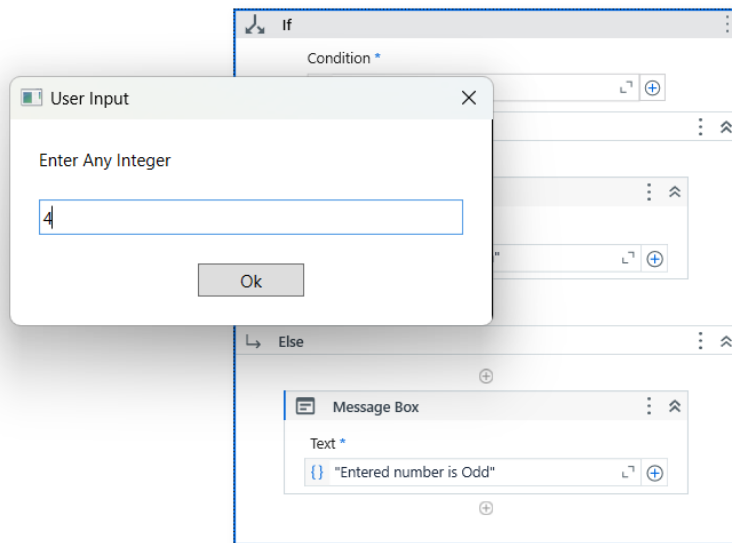 If
Condition *
User Input
Enter Any Integer
4
"
Ok
Else
Message Box
Text *
{} "Entered number is Odd"